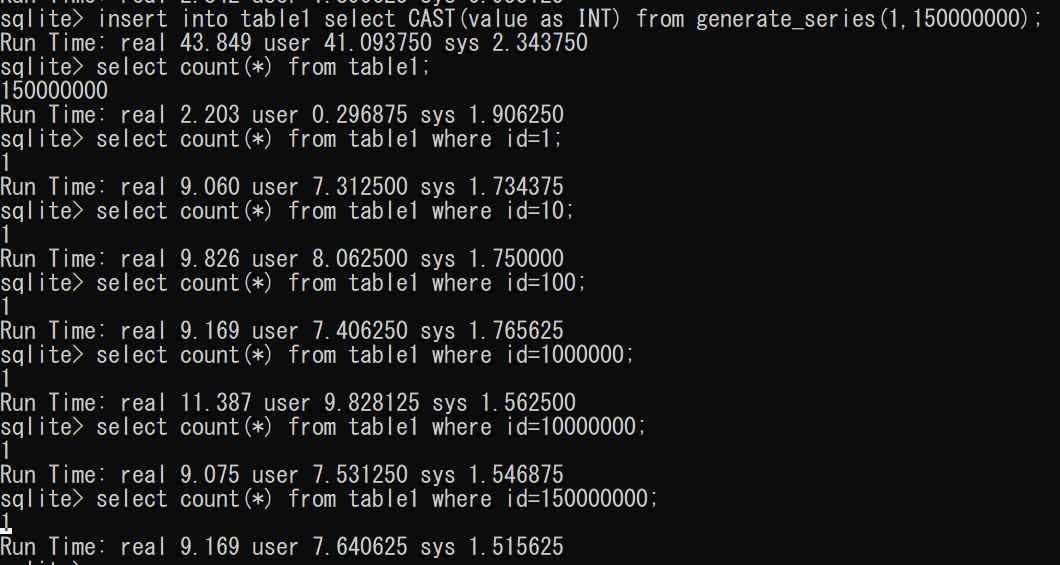 sqlite> insert into table1 select CAST(value as INT) from generate_series(1,150000000);
Run Time: real 43.849 user 41.093750 sys 2.343750
sqlite> select count(*) from table1;
150000000
Run Time: real 2.203 user 0.296875 sys 1.906250
sqlite> select count(*) from table1 where id=1;
1
Run Time: real 9.060 user 7.312500 sys 1.734375
sqlite> select count(*) from table1 where id=10;
1
Run Time: real 9.826 user 8.062500 sys 1.750000
sqlite> select count(*) from table1 where id=100;
1
Run Time: real 9.169 user 7.406250 sys 1.765625
sqlite> select count(*) from table1 where id=1000000;
1
Run Time: real 11.387 user 9.828125 sys 1.562500
sqlite> select count(*) from table1 where id=10000000;
1
Run Time: real 9.075 user 7.531250 sys 1.546875
sqlite> select count(*) from table1 where id=150000000;
1
Run Time: real 9.169 user 7.640625 sys 1.515625